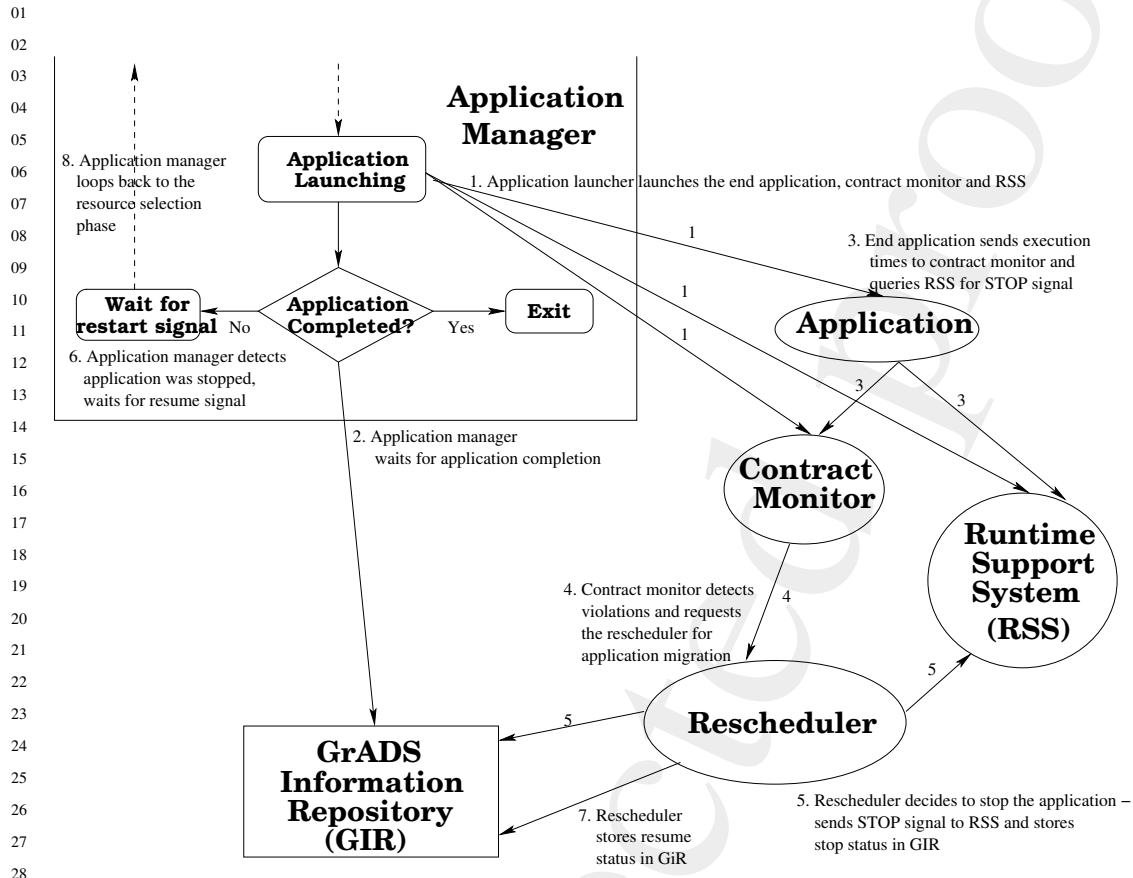 01
02
03
04
05
06
07
08
09
10
11
12
13
14
15
16
17
18
19
20
21
22
23
24
25
26
27
28
Application
Manager
Application
Launching
8. Application manager
loops back to the
resource selection
phase
1. Application launcher launches the end application, contract monitor and RSS
1
3. End application sends execution
times to contract monitor and
queries RSS for STOP signal
Wait for
restart signal
No
Application
Completed?
Yes
Exit
1
1
Application
6. Application manager detects
application was stopped,
waits for resume signal
3
3
2. Application manager
waits for application completion
Contract
Monitor
Runtime
Support
System
(RSS)
4. Contract monitor detects
violations and requests
the rescheduler for
application migration
4
5
Rescheduler
5
GrADS
Information
Repository
(GIR)
7. Rescheduler
stores resume
status in GiR
5. Rescheduler decides to stop the application –
sends STOP signal to RSS and stores
stop status in GIR
cted proo